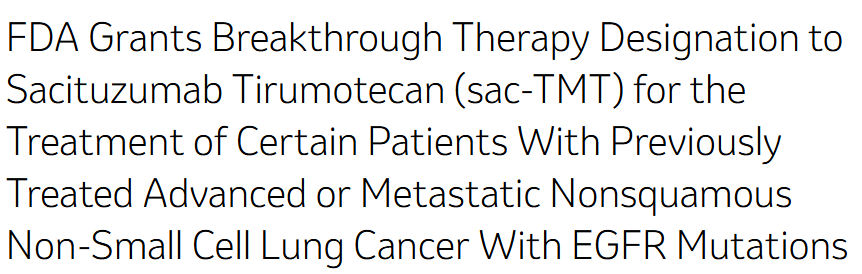 FDA Grants Breakthrough Therapy Designation to
Sacituzumab Tirumotecan (sac-TMT) for the
Treatment of Certain Patients With Previously
Treated Advanced or Metastatic Nonsquamous
Non-Small Cell Lung Cancer With EGFR Mutations